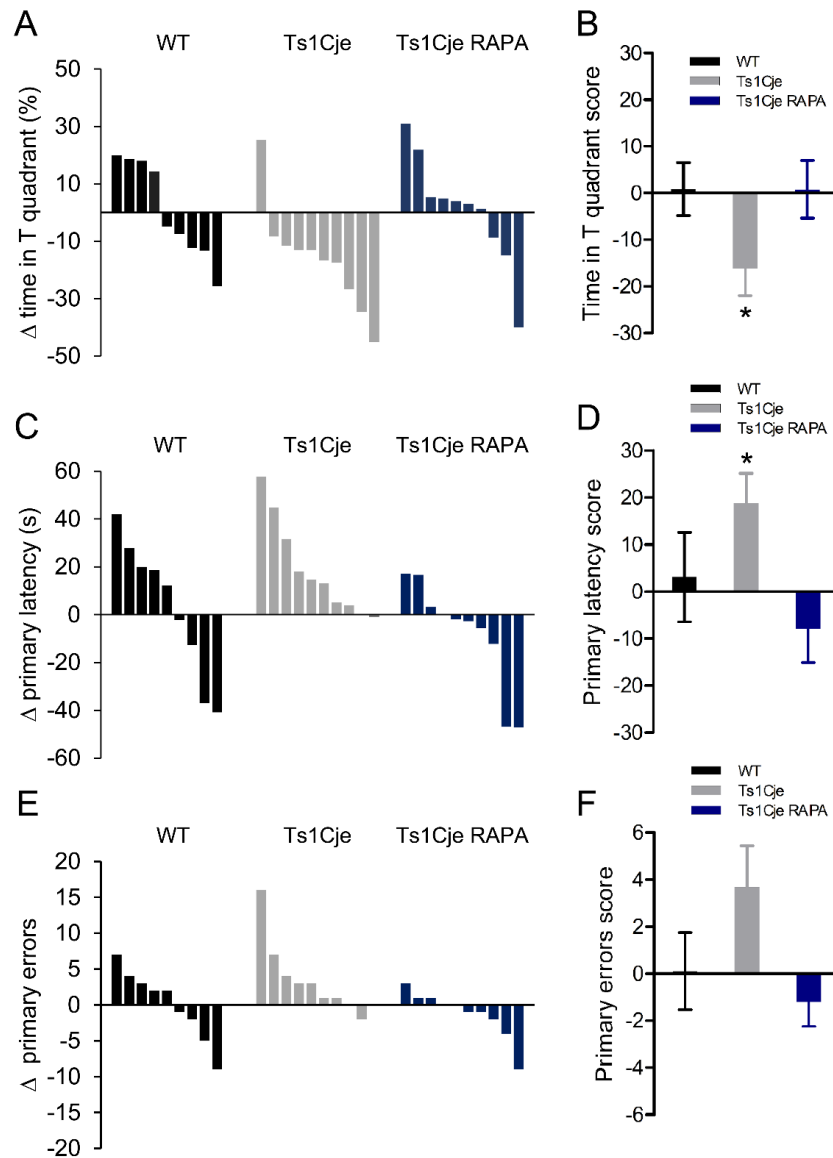 A
WT Ts1Cje Ts1Cje RAPA
Δ time in T quadrant (%)
50
30
10
-10
-30
-50
B
WT
Ts1Cje
Ts1Cje RAPA
Time in T quadrant score
30
20
10
0
-10
-20
-30
*
C
WT Ts1Cje Ts1Cje RAPA
Δ primary latency (s)
60
40
20
0
-20
-40
-60
D
WT
Ts1Cje
Ts1Cje RAPA
Primary latency score
30
20
10
0
-10
-20
-30
*
E
WT Ts1Cje Ts1Cje RAPA
Δ primary errors
20
15
10
5
0
-5
-10
-15
-20
F
WT
Ts1Cje
Ts1Cje RAPA
Primary errors score
6
4
2
0
-2
-4
-6